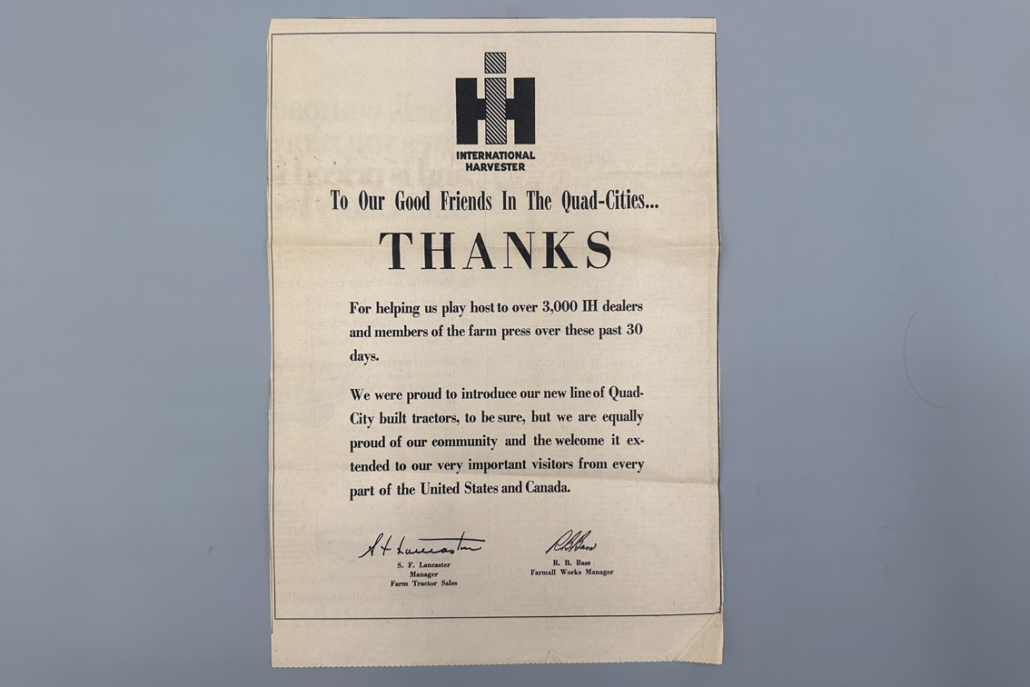 IH
INTERNATIONAL
HARVESTER
To Our Good Friends In The Quad-Cities...
THANKS
For helping us play host to over 3,000 IH dealers
and members of the farm press over these past 30
days.
We were proud to introduce our new line of Quad-
City built tractors, to be sure, but we are equally
proud of our community and the welcome it ex-
tended to our very important visitors from every
part of the United States and Canada.
S F Lancaster
R B Bass
S. F. Lancaster
Manager
Farm Tractor Sales
R. B. Bass
Farmall Works Manager